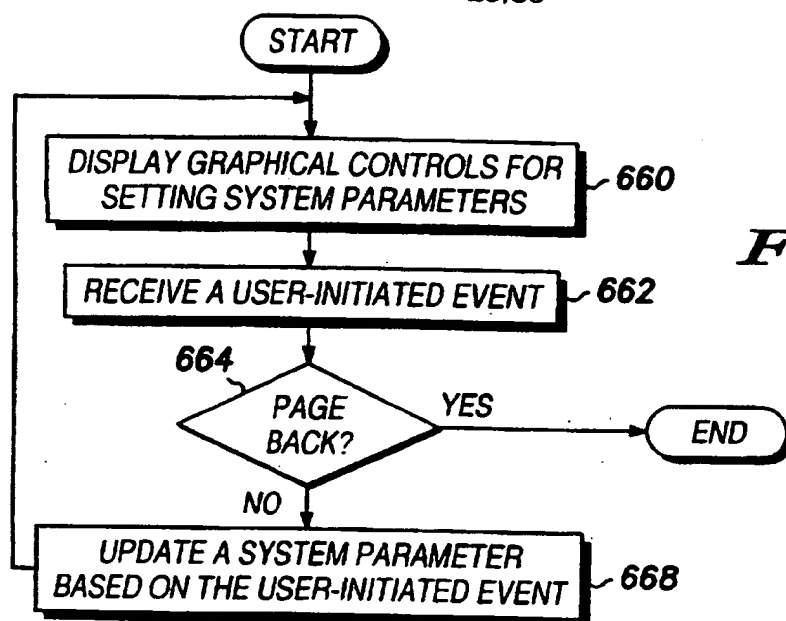 START
DISPLAY GRAPHICAL CONTROLS FOR
SETTING SYSTEM PARAMETERS
660
RECEIVE A USER-INITIATED EVENT
662
664
PAGE
BACK?
YES
END
NO
UPDATE A SYSTEM PARAMETER
BASED ON THE USER-INITIATED EVENT
668
F